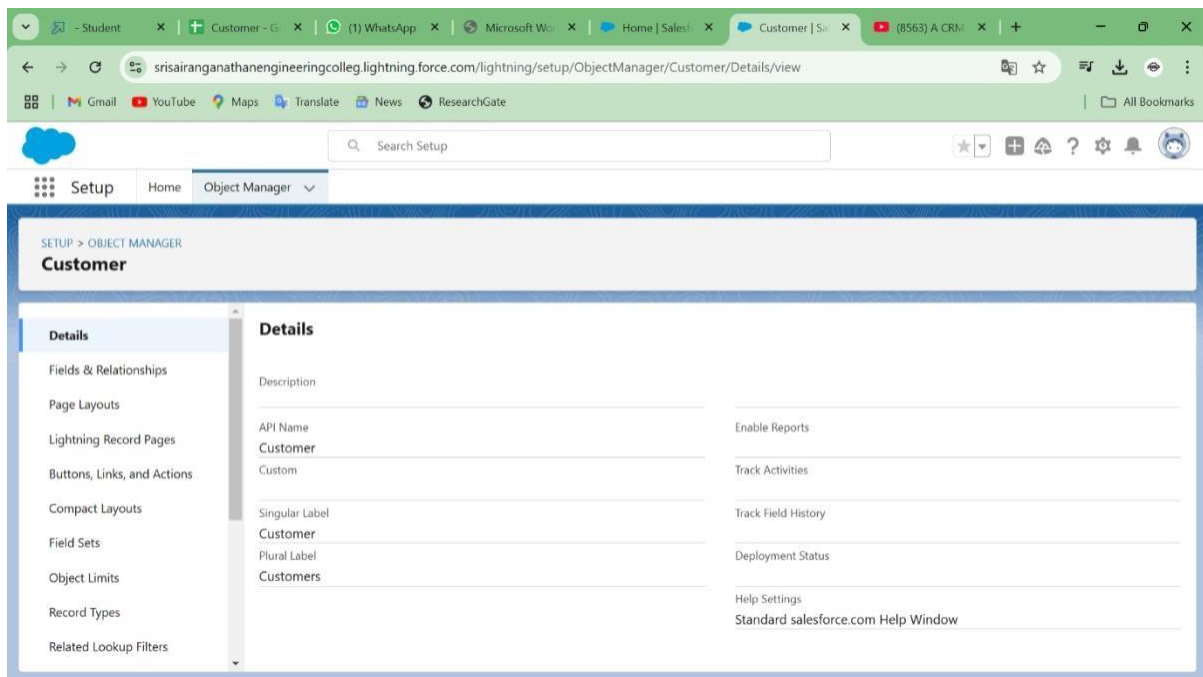 - Student
Customer - G
(1) WhatsApp
Microsoft Wo
Home | Salesf
Customer | Sa
(8563) A CRM
srisairanganathanengineeringcolleg.lightning.force.com/lightning/setup/ObjectManager/Customer/Details/view
Gmail YouTube Maps Translate News ResearchGate All Bookmarks
Search Setup
Setup Home Object Manager
SETUP > OBJECT MANAGER
Customer
Details
Fields & Relationships
Page Layouts
Lightning Record Pages
Buttons, Links, and Actions
Compact Layouts
Field Sets
Object Limits
Record Types
Related Lookup Filters
Details
Description
API Name
Customer
Custom
Singular Label
Customer
Plural Label
Customers
Enable Reports
Track Activities
Track Field History
Deployment Status
Help Settings
Standard salesforce.com Help Window